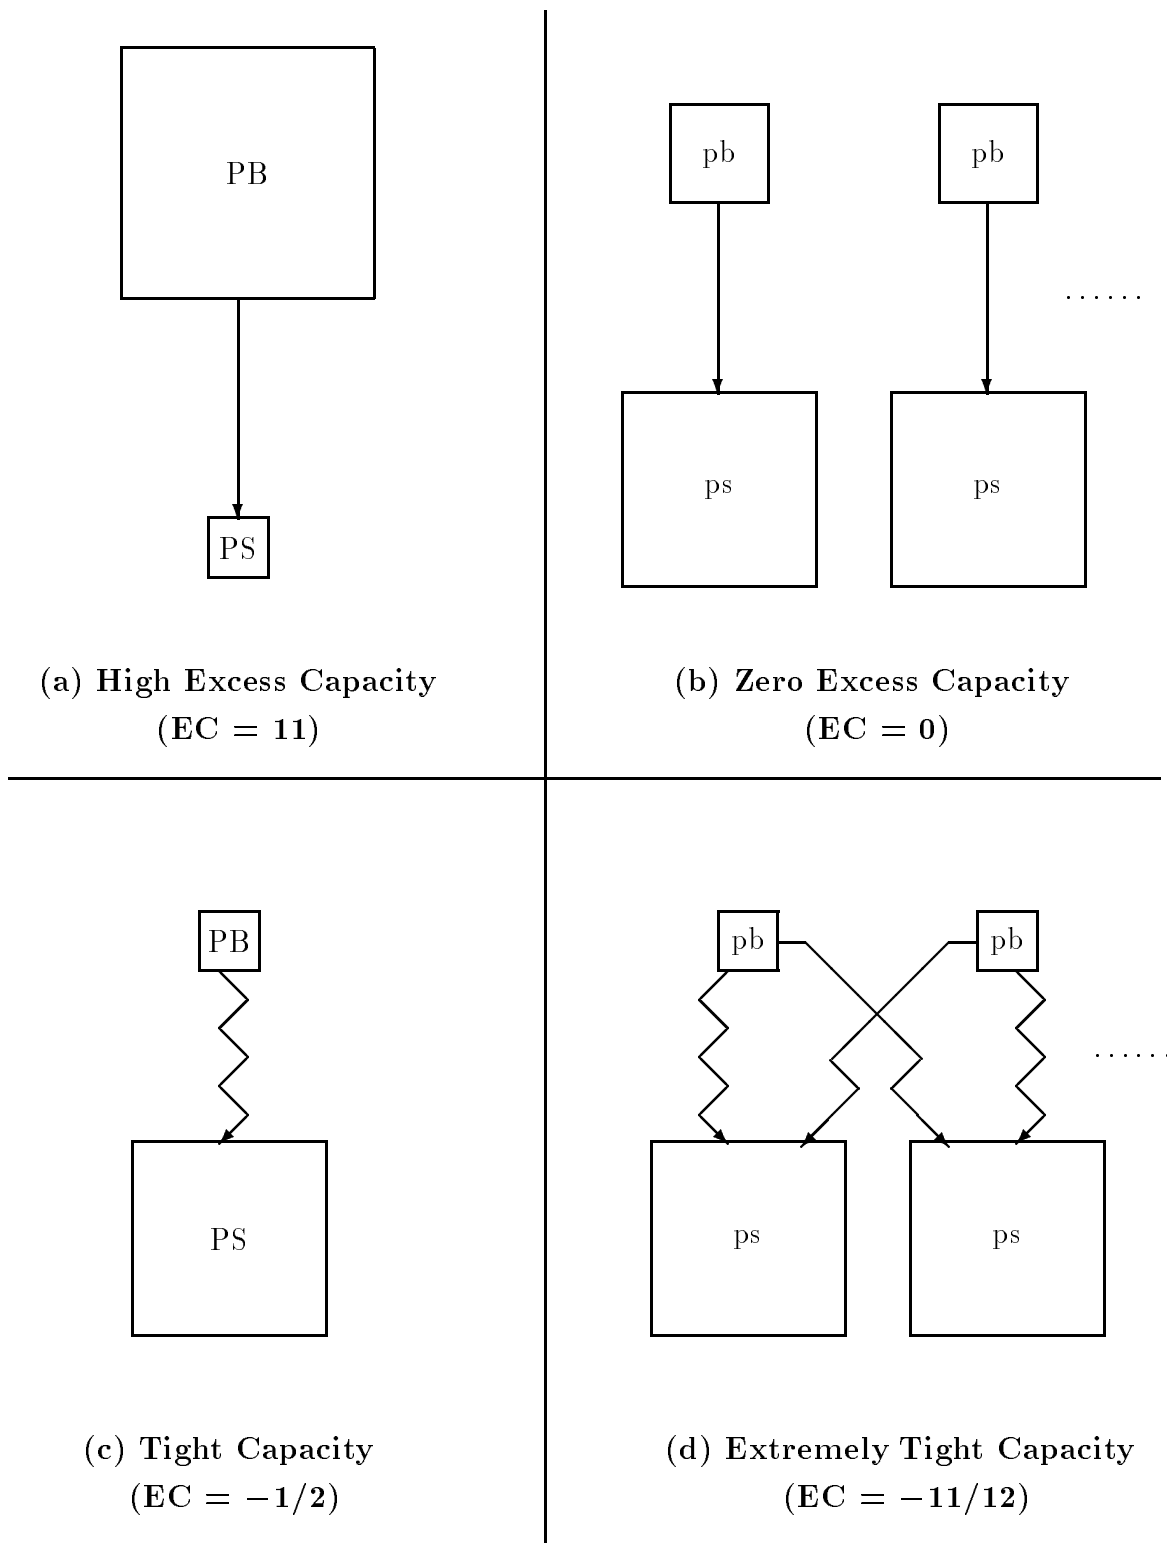 PB
PS
(a) High Excess Capacity
(EC = 11)
pb
pb
. . . . . .
ps
ps
(b) Zero Excess Capacity
(EC = 0)
PB
PS
(c) Tight Capacity
(EC = −1/2)
pb
pb
. . . . . .
ps
ps
(d) Extremely Tight Capacity
(EC = −11/12)